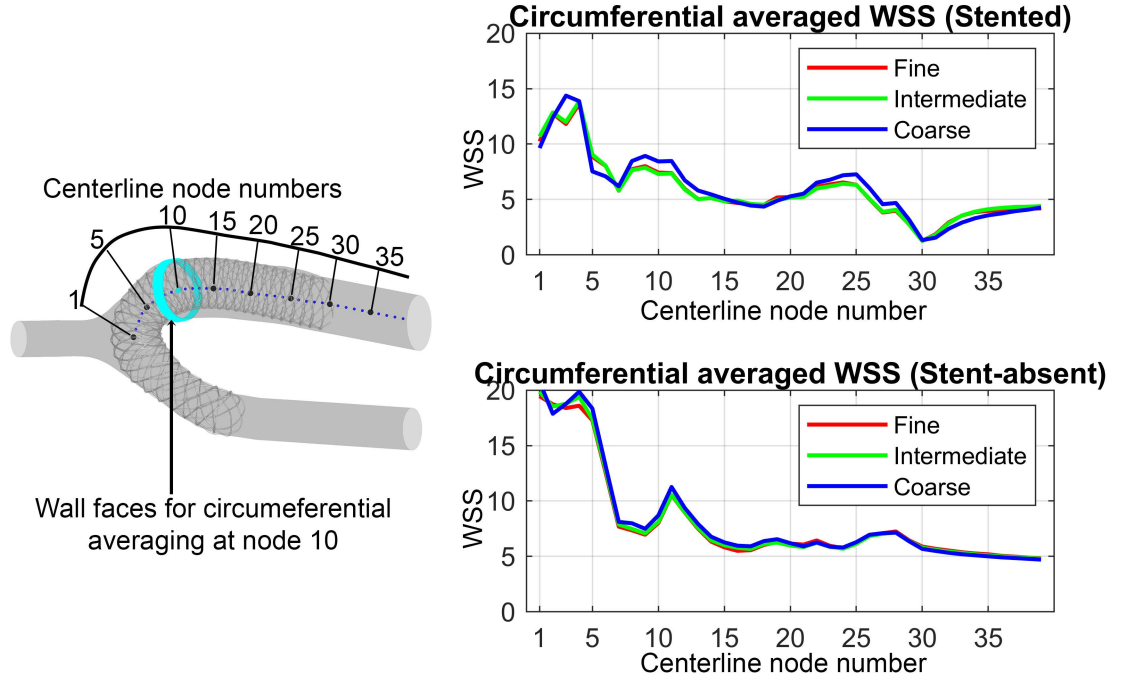 Centerline node numbers
1
5
10
15
20
25
30
35
Wall faces for circumeferential
averaging at node 10
Circumferential averaged WSS (Stented)
20
15
10
5
0
WSS
Fine
Intermediate
Coarse
1 5 10 15 20 25 30 35
Centerline node number
Circumferential averaged WSS (Stent-absent)
20
15
10
5
0
WSS
Fine
Intermediate
Coarse
1 5 10 15 20 25 30 35
Centerline node number